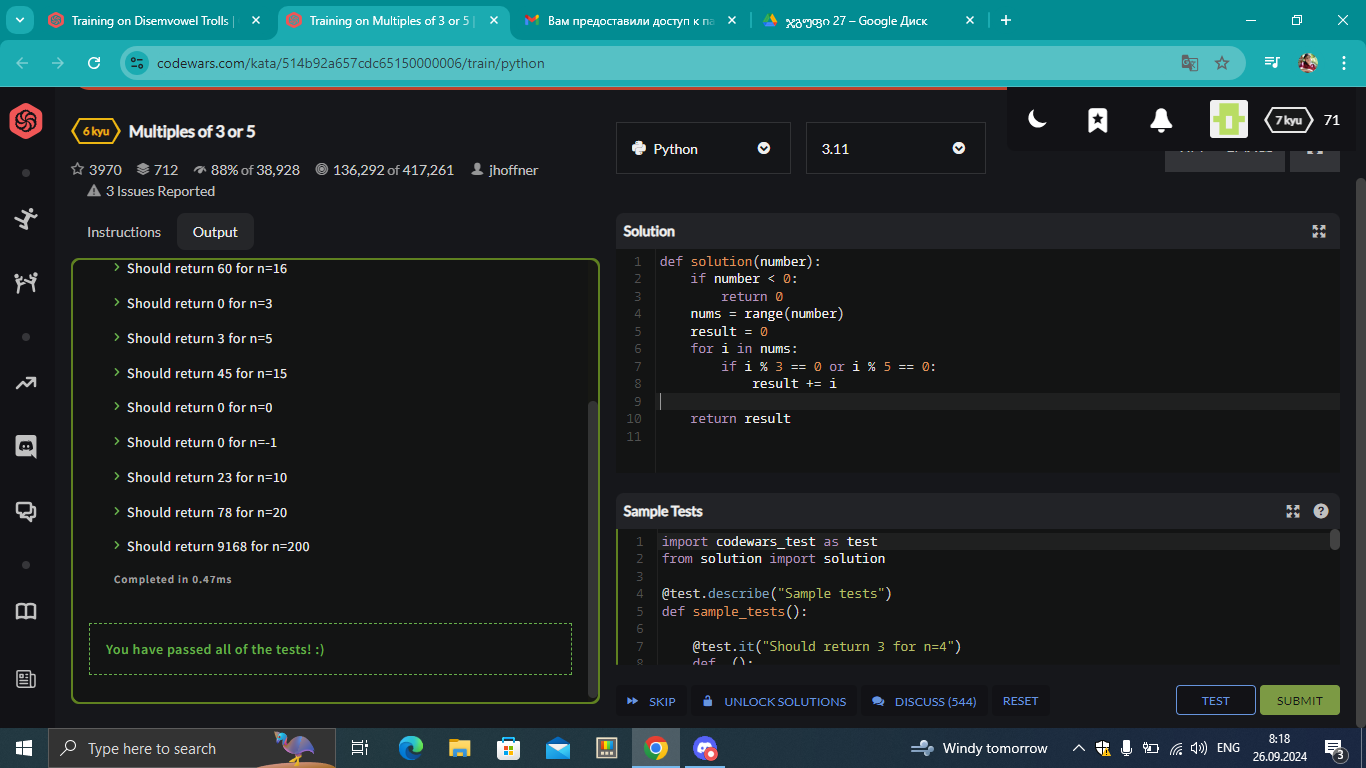 Training on Disemvowel Trolls |
Training on Multiples of 3 or 5 |
Вам предоставили доступ к па
ჯგუფი 27 – Google Диск
codewars.com/kata/514b92a657cdc65150000006/train/python
6 kyu
Multiples of 3 or 5
7 kyu
71
3970
712
88% of 38,928
136,292 of 417,261
jhoffner
3 Issues Reported
Python
3.11
Instructions
Output
Should return 60 for n=16
Should return 0 for n=3
Should return 3 for n=5
Should return 45 for n=15
Should return 0 for n=0
Should return 0 for n=-1
Should return 23 for n=10
Should return 78 for n=20
Should return 9168 for n=200
Completed in 0.47ms
You have passed all of the tests! :)
Solution
1 def solution(number):
2 if number < 0:
3 return 0
4 nums = range(number)
5 result = 0
6 for i in nums:
7 if i % 3 == 0 or i % 5 == 0:
8 result += i
9
10 return result
11
Sample Tests
1 import codewars_test as test
2 from solution import solution
3
4 @test.describe("Sample tests")
5 def sample_tests():
6
7 @test.it("Should return 3 for n=4")
8 def _():
SKIP
UNLOCK SOLUTIONS
DISCUSS (544)
RESET
TEST
SUBMIT
Type here to search
Windy tomorrow
ENG
8:18
26.09.2024
3